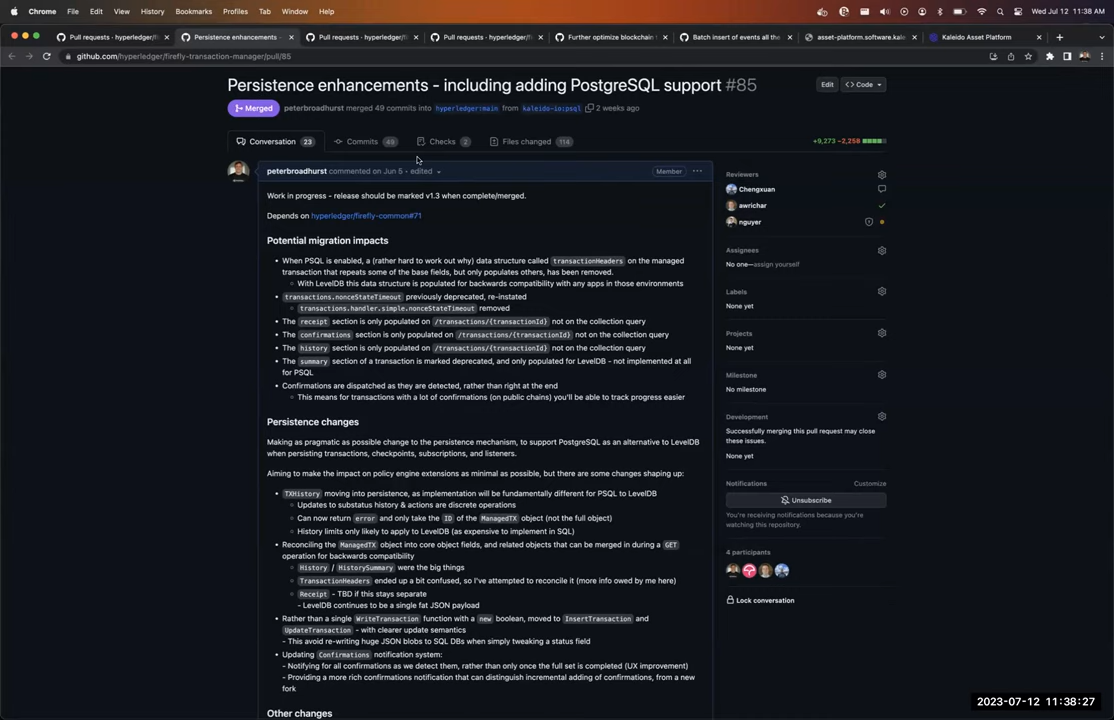 Chrome File Edit View History Bookmarks Profiles Tab Window Help Wed Jul 12 11:38 AM
Pull requests · hyperledger/fi Persistence enhancements - Pull requests · hyperledger/fi Pull requests · hyperledger/fi Further optimize blockchain Batch insert of events all the asset-platform.software.kale Kaleido Asset Platform
github.com/hyperledger/firefly-transaction-manager/pull/85
Persistence enhancements - including adding PostgreSQL support #85
Edit <> Code
Merged peterbroadhurst merged 49 commits into hyperledger:main from kaleido-io:psql 2 weeks ago
Conversation 23 Commits 49 Checks 2 Files changed 114 +9,273 −2,258
peterbroadhurst commented on Jun 5 • edited Member
Work in progress - release should be marked v1.3 when complete/merged.
Depends on hyperledger/firefly-common#71
Potential migration impacts
• When PSQL is enabled, a (rather hard to work out why) data structure called transactionHeaders on the managed
transaction that repeats some of the base fields, but only populates others, has been removed.
With LevelDB this data structure is populated for backwards compatibility with any apps in those environments
• transactions.nonceStateTimeout previously deprecated, re-instated
transactions.handler.simple.nonceStateTimeout removed
• The receipt section is only populated on /transactions/{transactionId} not on the collection query
• The confirmations section is only populated on /transactions/{transactionId} not on the collection query
• The history section is only populated on /transactions/{transactionId} not on the collection query
• The summary section of a transaction is marked deprecated, and only populated for LevelDB - not implemented at all
for PSQL
• Confirmations are dispatched as they are detected, rather than right at the end
This means for transactions with a lot of confirmations (on public chains) you'll be able to track progress easier
Persistence changes
Making as pragmatic as possible change to the persistence mechanism, to support PostgreSQL as an alternative to LevelDB
when persisting transactions, checkpoints, subscriptions, and listeners.
Aiming to make the impact on policy engine extensions as minimal as possible, but there are some changes shaping up:
• TXHistory moving into persistence, as implementation will be fundamentally different for PSQL to LevelDB
Updates to substatus history & actions are discrete operations
Can now return error and only take the ID of the ManagedTX object (not the full object)
History limits only likely to apply to LevelDB (as expensive to implement in SQL)
• Reconciling the ManagedTX object into core object fields, and related objects that can be merged in during a GET
operation for backwards compatibility
History / HistorySummary were the big things
TransactionHeaders ended up a bit confused, so I've attempted to reconcile it (more info owed by me here)
Receipt - TBD if this stays separate
- LevelDB continues to be a single fat JSON payload
• Rather than a single WriteTransaction function with a new boolean, moved to InsertTransaction and
UpdateTransaction - with clearer update semantics
- This avoid re-writing huge JSON blobs to SQL DBs when simply tweaking a status field
• Updating Confirmations notification system:
- Notifying for all confirmations as we detect them, rather than only once the full set is completed (UX improvement)
- Providing a more rich confirmations notification that can distinguish incremental adding of confirmations, from a new
fork
Other changes
Reviewers
Chengxuan
awrichar
nguyer
Assignees
No one—assign yourself
Labels
None yet
Projects
None yet
Milestone
No milestone
Development
Successfully merging this pull request may close
these issues.
None yet
Notifications Customize
Unsubscribe
You're receiving notifications because you're
watching this repository.
4 participants
Lock conversation
2023-07-12 11:38:27